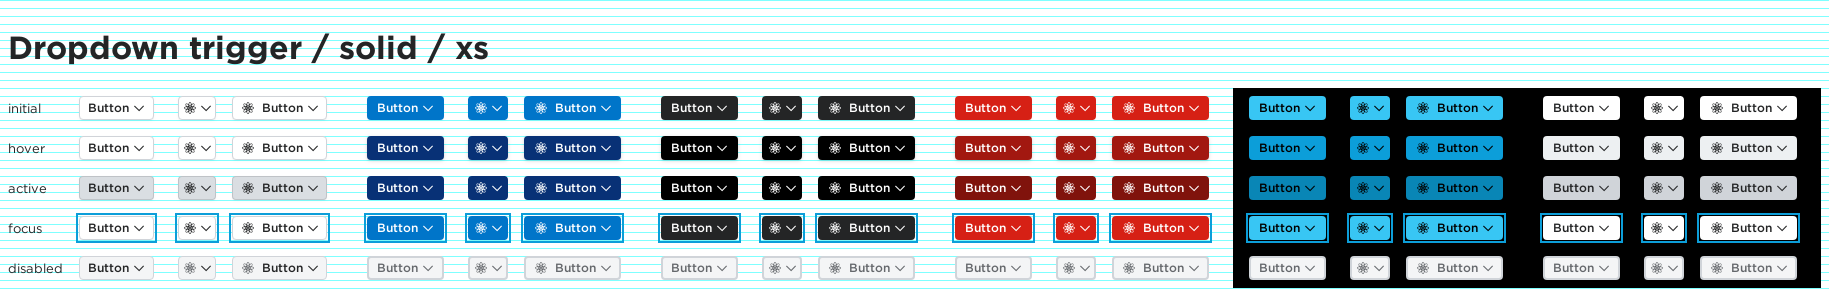 Dropdown trigger / solid / xs
initial Button Button Button Button Button Button Button Button Button Button Button Button
hover Button Button Button Button Button Button Button Button Button Button Button Button
active Button Button Button Button Button Button Button Button Button Button Button Button
focus Button Button Button Button Button Button Button Button Button Button Button Button
disabled Button Button Button Button Button Button Button Button Button Button Button Button